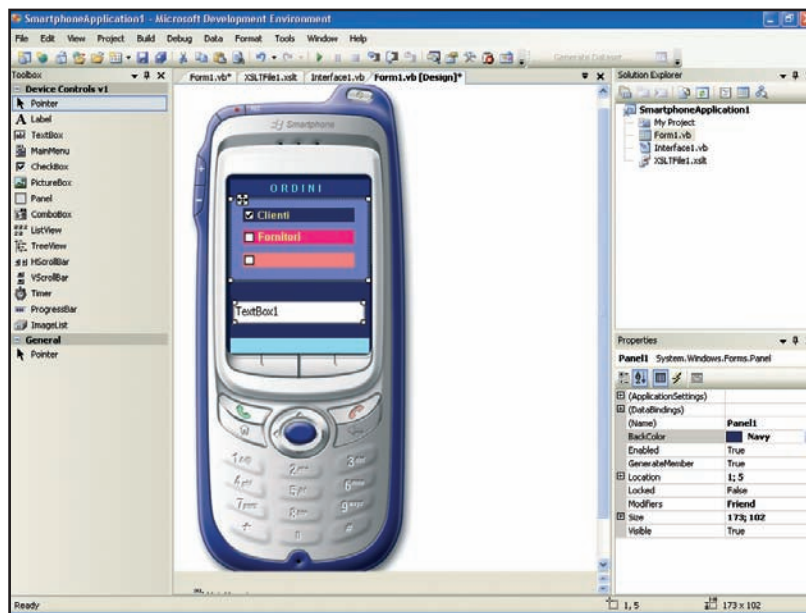 SmartphoneApplication1 - Microsoft Development Environment
File Edit View Project Build Debug Data Format Tools Window Help
Generate Dataset
Toolbox
Device Controls v1
Pointer
Label
TextBox
MainMenu
CheckBox
PictureBox
Panel
ComboBox
ListView
TreeView
HScrollBar
VScrollBar
Timer
ProgressBar
ImageList
General
Pointer
Form1.vb* XSLTFile1.xslt Interface1.vb Form1.vb [Design]*
Smartphone
ORDINI
Clienti
Fornitori
TextBox1
Solution Explorer
SmartphoneApplication1
My Project
Form1.vb
Interface1.vb
XSLTFile1.xslt
Properties
Panel1 System.Windows.Forms.Panel
(ApplicationSettings)
(DataBindings)
(Name) Panel1
BackColor Navy
Enabled True
GenerateMember True
Location 1; 5
Locked False
Modifiers Friend
Size 173; 102
Visible True
Ready 1, 5 173 x 102